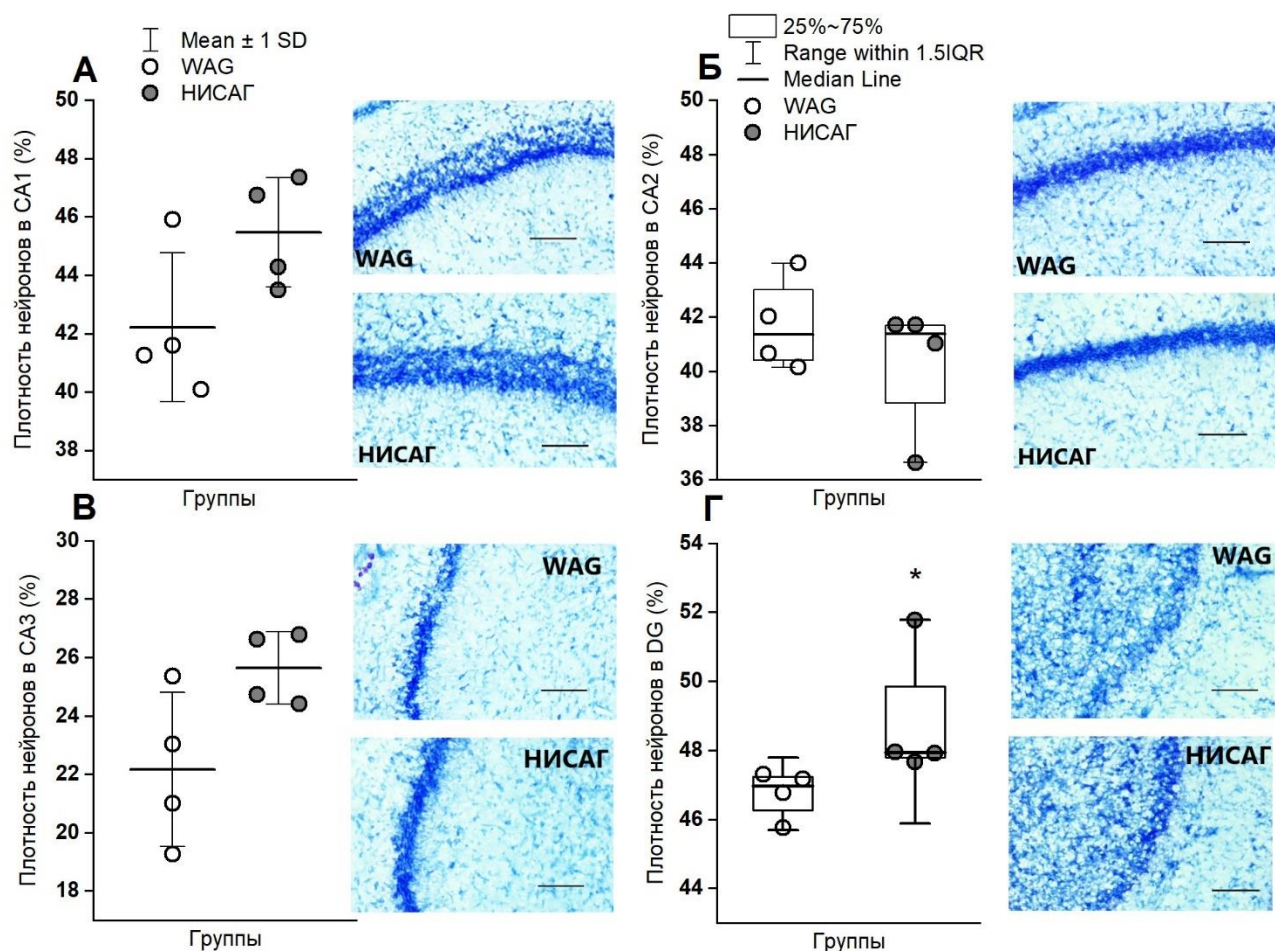 А
Mean ± 1 SD
WAG
НИСАГ
Плотность нейронов в CA1 (%)
50
48
46
44
42
40
38
Группы
WAG
НИСАГ
Б
25%~75%
Range within 1.5IQR
Median Line
WAG
НИСАГ
Плотность нейронов в CA2 (%)
50
48
46
44
42
40
38
36
Группы
WAG
НИСАГ
В
Плотность нейронов в CA3 (%)
30
28
26
24
22
20
18
Группы
WAG
НИСАГ
Г
Плотность нейронов в DG (%)
54
52
50
48
46
44
*
Группы
WAG
НИСАГ